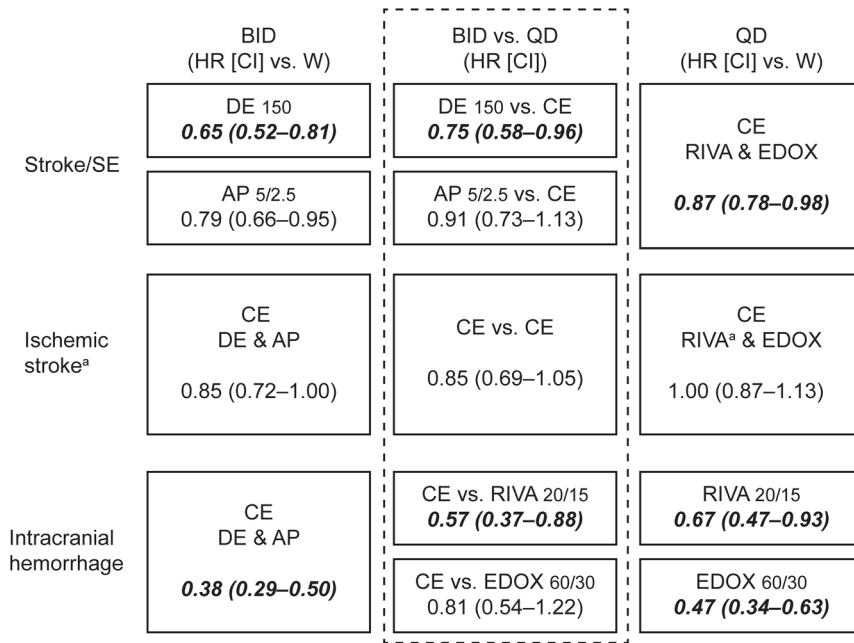 BID
(HR [CI] vs. W)
BID vs. QD
(HR [CI])
QD
(HR [CI] vs. W)
Stroke/SE
DE 150
0.65 (0.52–0.81)
DE 150 vs. CE
0.75 (0.58–0.96)
CE
RIVA & EDOX
0.87 (0.78–0.98)
AP 5/2.5
0.79 (0.66–0.95)
AP 5/2.5 vs. CE
0.91 (0.73–1.13)
Ischemic
strokeᵃ
CE
DE & AP
0.85 (0.72–1.00)
CE vs. CE
0.85 (0.69–1.05)
CE
RIVAᵃ & EDOX
1.00 (0.87–1.13)
Intracranial
hemorrhage
CE
DE & AP
0.38 (0.29–0.50)
CE vs. RIVA 20/15
0.57 (0.37–0.88)
RIVA 20/15
0.67 (0.47–0.93)
CE vs. EDOX 60/30
0.81 (0.54–1.22)
EDOX 60/30
0.47 (0.34–0.63)